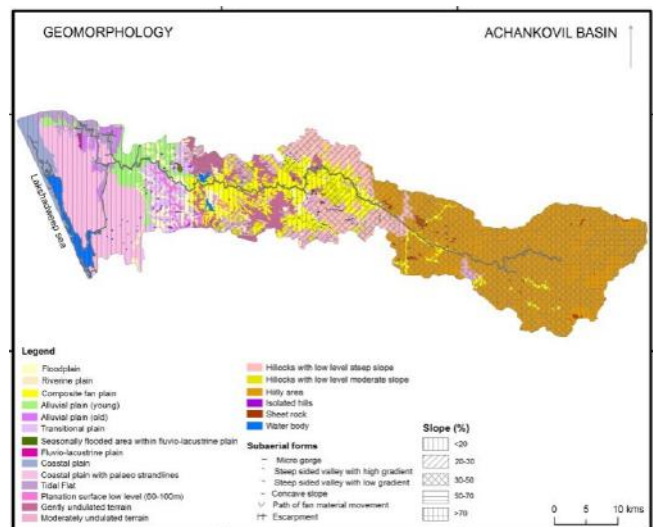 GEOMORPHOLOGY
ACHANKOVIL BASIN
Lakshadweep sea
Legend
Floodplain
Riverine plain
Composite fan plain
Alluvial plain (young)
Alluvial plain (old)
Transitional plain
Seasonally flooded area within fluvio-lacustrine plain
Fluvio-lacustrine plain
Coastal plain
Coastal plain with palaeo strandlines
Tidal Flat
Planation surface low level (60-100m)
Gently undulated terrain
Moderately undulated terrain
Hillocks with low level steep slope
Hillocks with low level moderate slope
Hilly area
Isolated hills
Sheet rock
Water body
Subaerial forms
Micro gorge
Steep sided valley with high gradient
Steep sided valley with low gradient
Concave slope
Path of fan material movement
Escarpment
Slope (%)
<20
20-30
30-50
50-70
>70
0 5 10 kms